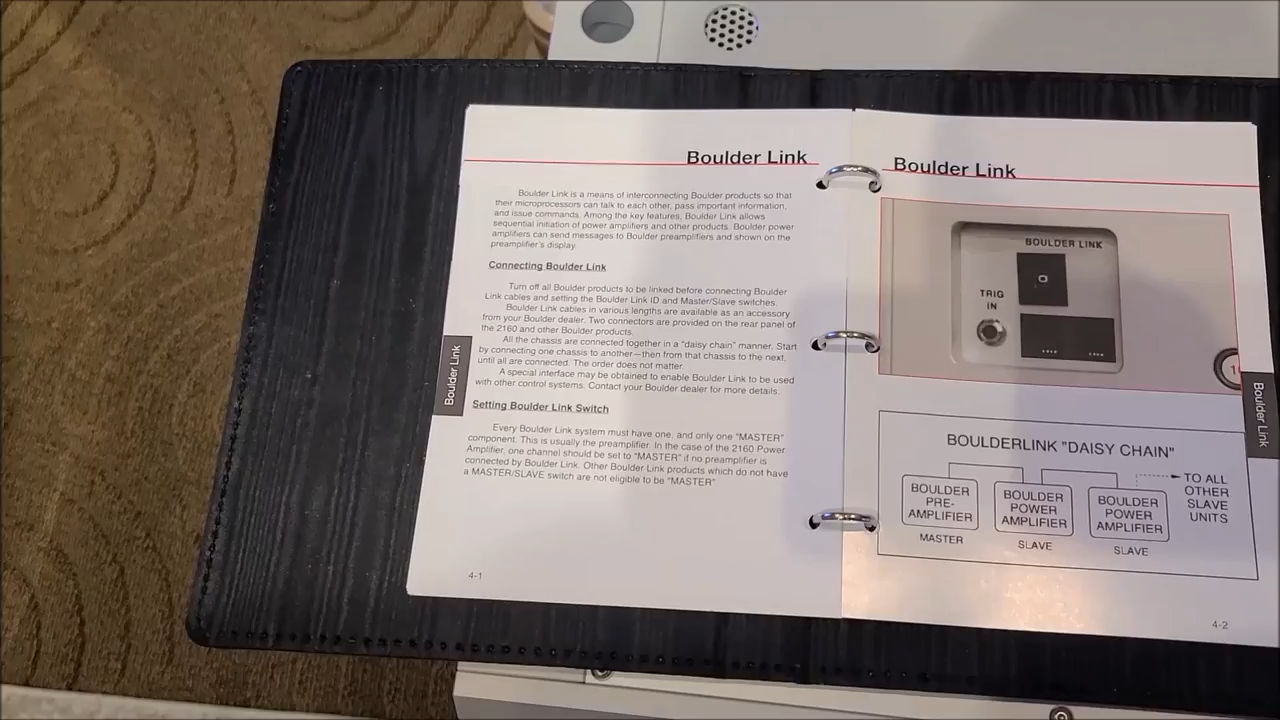 Boulder Link
Boulder Link is a means of interconnecting Boulder products so that
their microprocessors can talk to each other, pass important information,
and issue commands. Among the key features, Boulder Link allows
sequential initiation of power amplifiers and other products. Boulder power
amplifiers can send messages to Boulder preamplifiers and shown on the
preamplifier's display.
Connecting Boulder Link
Turn off all Boulder products to be linked before connecting Boulder
Link cables and setting the Boulder Link ID and Master/Slave switches.
Boulder Link cables in various lengths are available as an accessory
from your Boulder dealer. Two connectors are provided on the rear panel of
the 2160 and other Boulder products.
All the chassis are connected together in a "daisy chain" manner. Start
by connecting one chassis to another—then from that chassis to the next,
until all are connected. The order does not matter.
A special interface may be obtained to enable Boulder Link to be used
with other control systems. Contact your Boulder dealer for more details.
Setting Boulder Link Switch
Every Boulder Link system must have one, and only one "MASTER"
component. This is usually the preamplifier. In the case of the 2160 Power
Amplifier, one channel should be set to "MASTER" if no preamplifier is
connected by Boulder Link. Other Boulder Link products which do not have
a MASTER/SLAVE switch are not eligible to be "MASTER"
4-1
Boulder Link
Boulder Link
BOULDER LINK
TRIG
IN
BOULDERLINK "DAISY CHAIN"
BOULDER
PRE-
AMPLIFIER
MASTER
BOULDER
POWER
AMPLIFIER
SLAVE
BOULDER
POWER
AMPLIFIER
SLAVE
TO ALL
OTHER
SLAVE
UNITS
4-2
Boulder Link